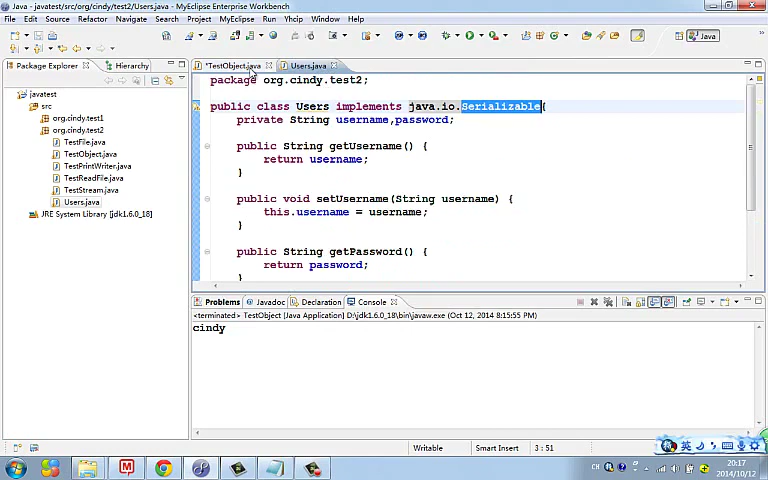 Java - javatest/src/org/cindy/test2/Users.java - MyEclipse Enterprise Workbench
File Edit Source Refactor Navigate Search Project MyEclipse Run Yihcp Window Help
Java
Package Explorer Hierarchy
*TestObject.java Users.java
javatest
src
org.cindy.test1
org.cindy.test2
TestFile.java
TestObject.java
TestPrintWriter.java
TestReadFile.java
TestStream.java
Users.java
JRE System Library [jdk1.6.0_18]
package org.cindy.test2;
public class Users implements java.io.Serializable{
private String username,password;
public String getUsername() {
return username;
}
public void setUsername(String username) {
this.username = username;
}
public String getPassword() {
return password;
}
Problems Javadoc Declaration Console
<terminated> TestObject [Java Application] D:\jdk1.6.0_18\bin\javaw.exe (Oct 12, 2014 8:15:55 PM)
cindy
Writable Smart Insert 3 : 51
英
CH
20:17
2014/10/12